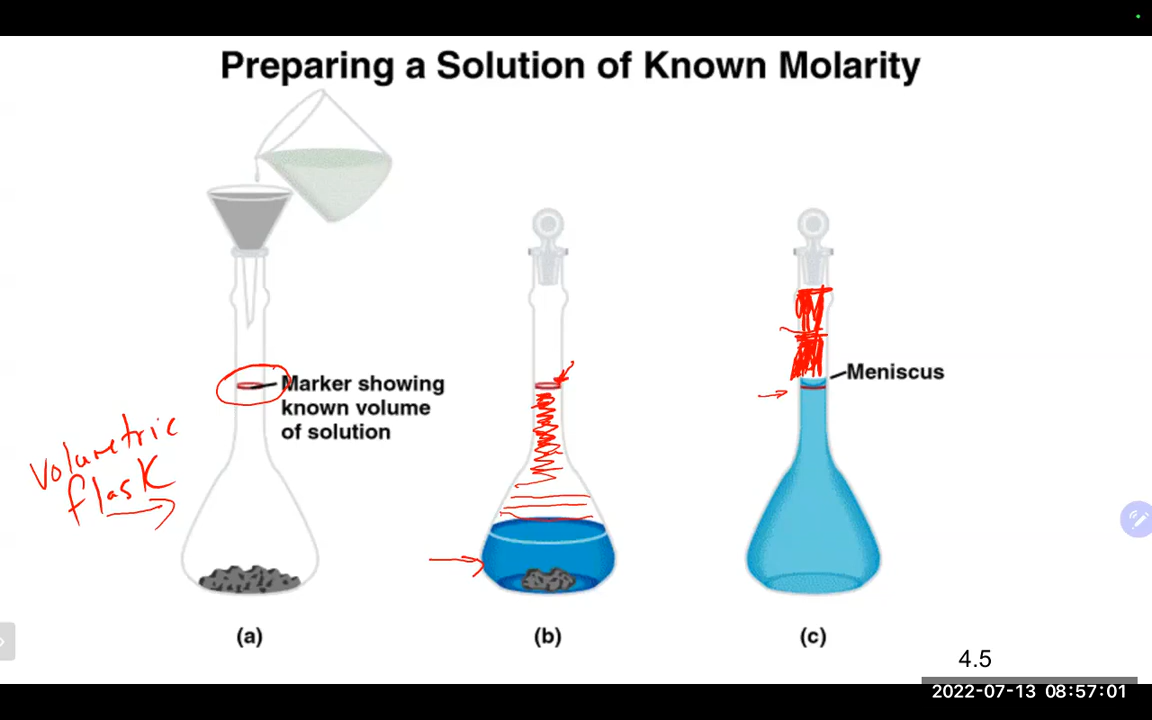 Preparing a Solution of Known Molarity
Marker showing
known volume
of solution
Volumetric
flask
Meniscus
(a)
(b)
(c)
4.5
2022-07-13 08:57:01